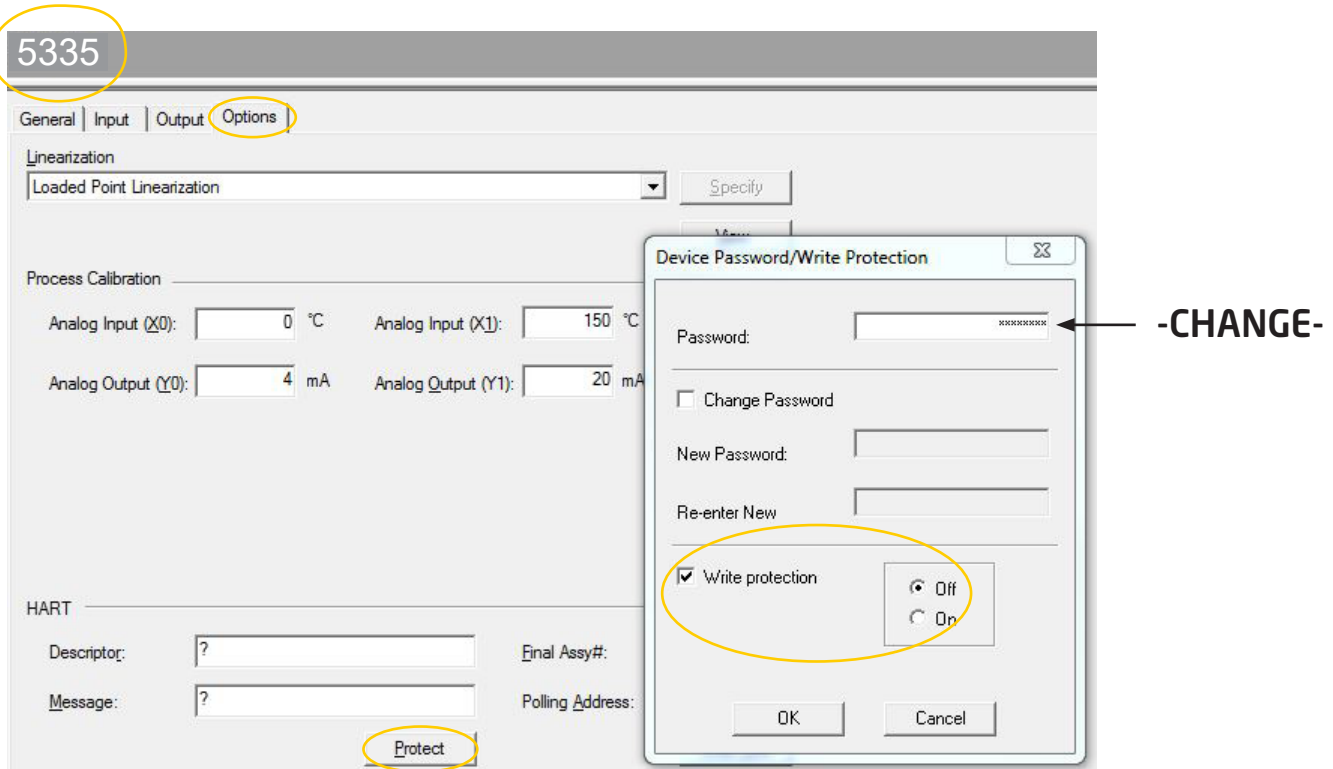 5335
General Input Output Options
Linearization
Loaded Point Linearization Specify
Device Password/Write Protection
Process Calibration
Analog Input (X0): 0 °C Analog Input (X1): 150 °C
Analog Output (Y0): 4 mA Analog Output (Y1): 20 mA
Password: ******** -CHANGE-
Change Password
New Password:
Re-enter New
Write protection Off
On
HART
Descriptor: ? Final Assy#:
Message: ? Polling Address:
OK Cancel
Protect